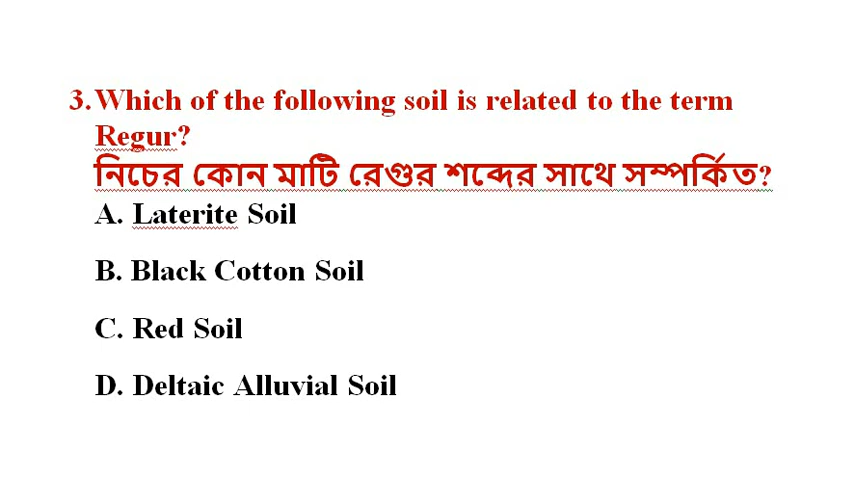 3. Which of the following soil is related to the term
Regur?
নিচের কোন মাটি রেগুর শব্দের সাথে সম্পর্কিত?
A. Laterite Soil
B. Black Cotton Soil
C. Red Soil
D. Deltaic Alluvial Soil